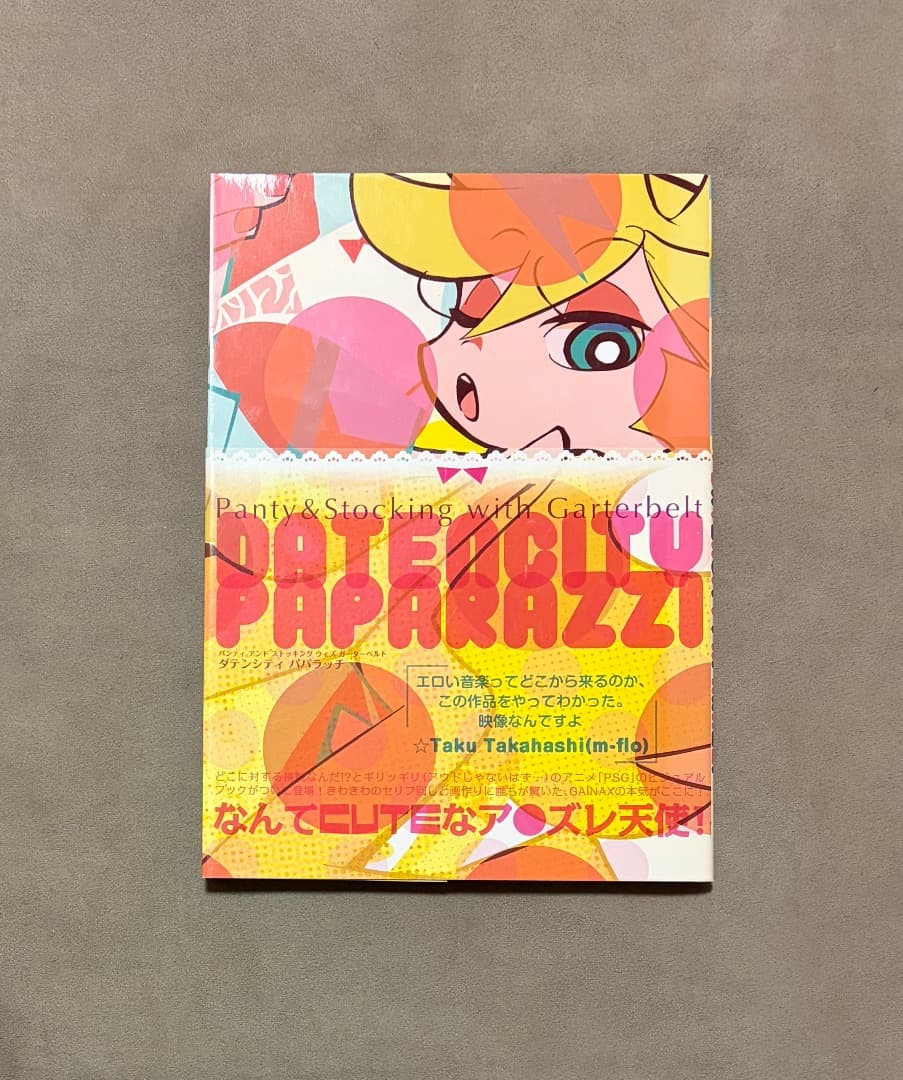 Panty & Stocking with Garterbelt
DATENCITY
PAPARAZZI
パンティ アンド ストッキング ウィズ ガーターベルト
ダテンシティ パパラッチ
「エロい音楽ってどこから来るのか、
この作品をやってわかった。
映像なんですよ」
☆Taku Takahashi(m-flo)
どこに対する挑戦なんだ!?とギリッギリ(アウトじゃないはず…)のアニメ「PSG」のビジュアル
ブックがついに登場!きわきわのセリフ回しと画作りに誰もが驚いた、GAINAXの本気がここに!
なんてCUTEなア●ズレ天使!